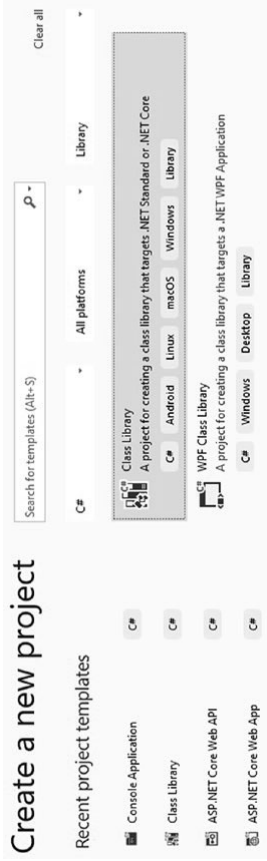 Create a new project
Recent project templates
Console Application C#
Class Library C#
ASP.NET Core Web API C#
ASP.NET Core Web App C#
Search for templates (Alt+S)
Clear all
C# All platforms Library
Class Library
A project for creating a class library that targets .NET Standard or .NET Core
C# Android Linux macOS Windows Library
WPF Class Library
A project for creating a class library that targets a .NET WPF Application
C# Windows Desktop Library